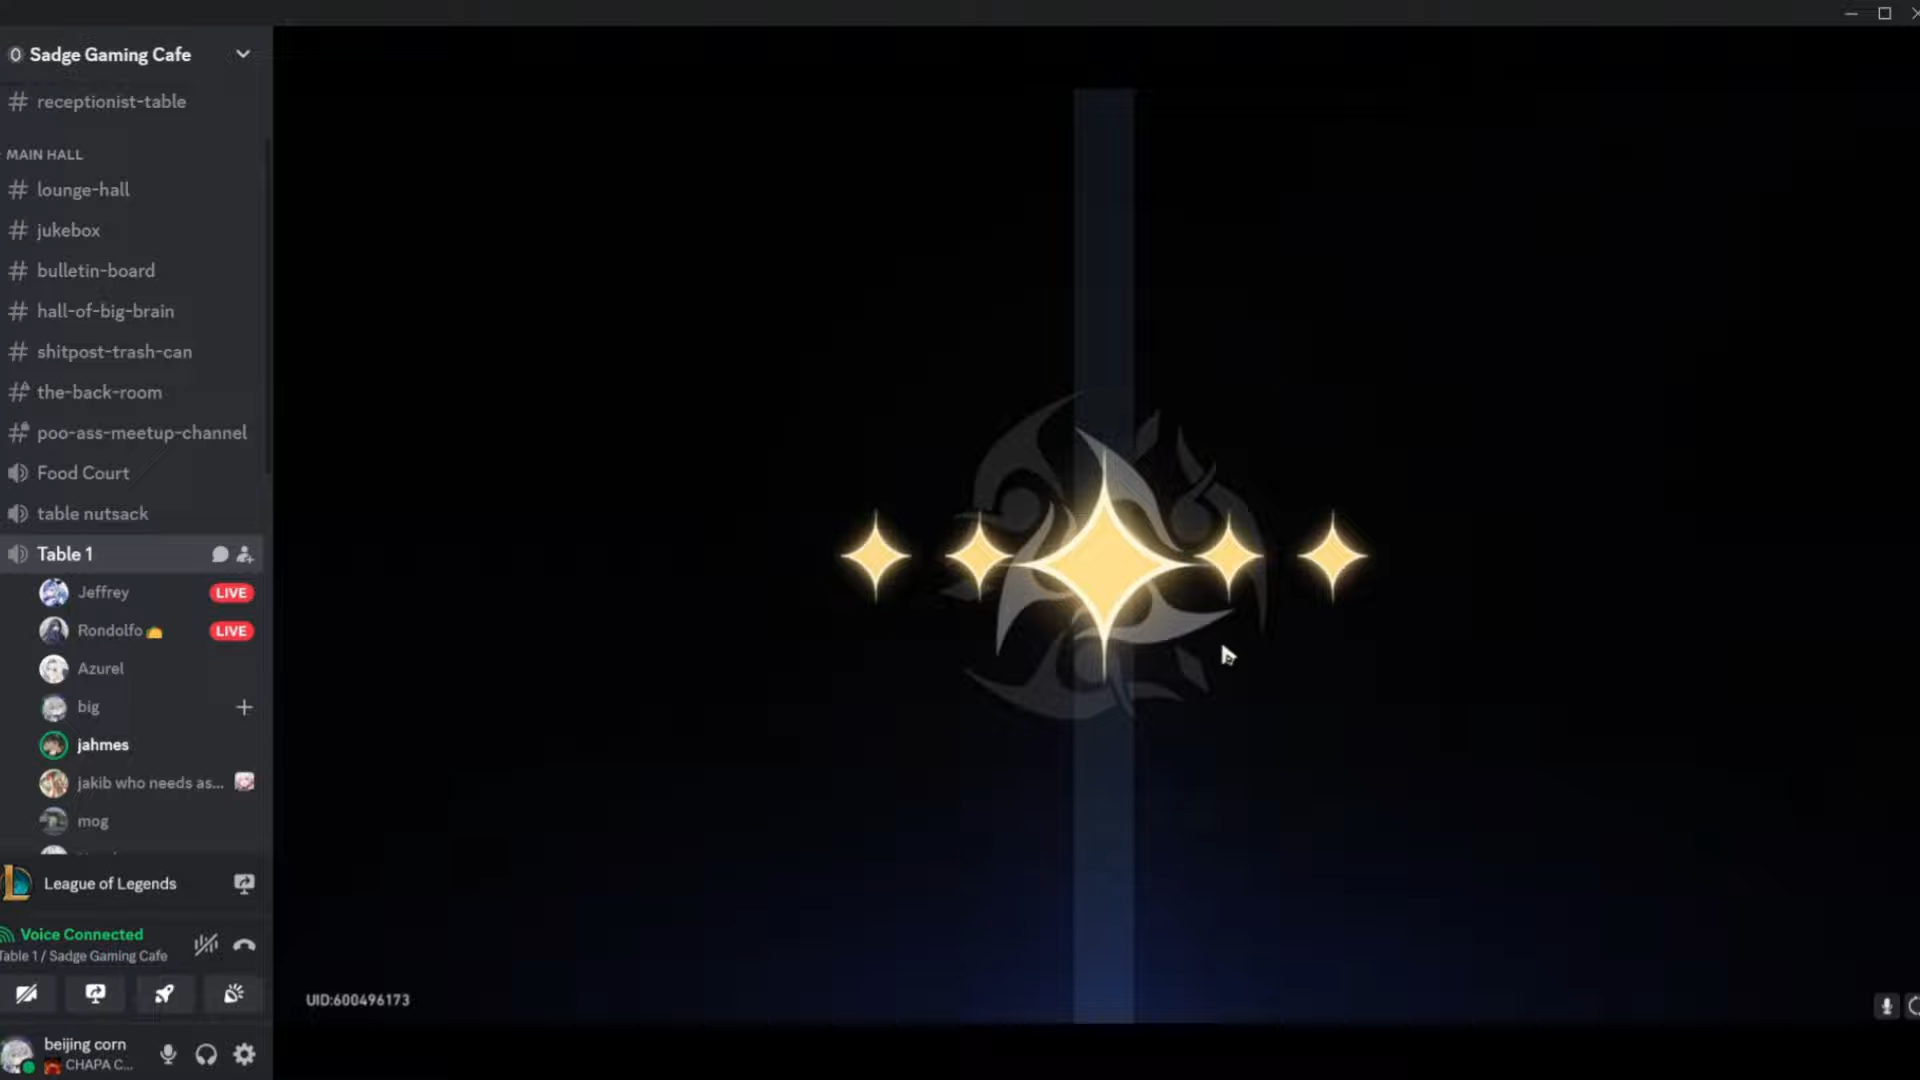 Sadge Gaming Cafe
receptionist-table
MAIN HALL
lounge-hall
jukebox
bulletin-board
hall-of-big-brain
shitpost-trash-can
the-back-room
poo-ass-meetup-channel
Food Court
table nutsack
Table 1
Jeffrey LIVE
Rondolfo LIVE
Azurel
big
jahmes
jakib who needs as...
mog
League of Legends
Voice Connected
Table 1 / Sadge Gaming Cafe
UID:600496173
beijing corn
CHAPA C...